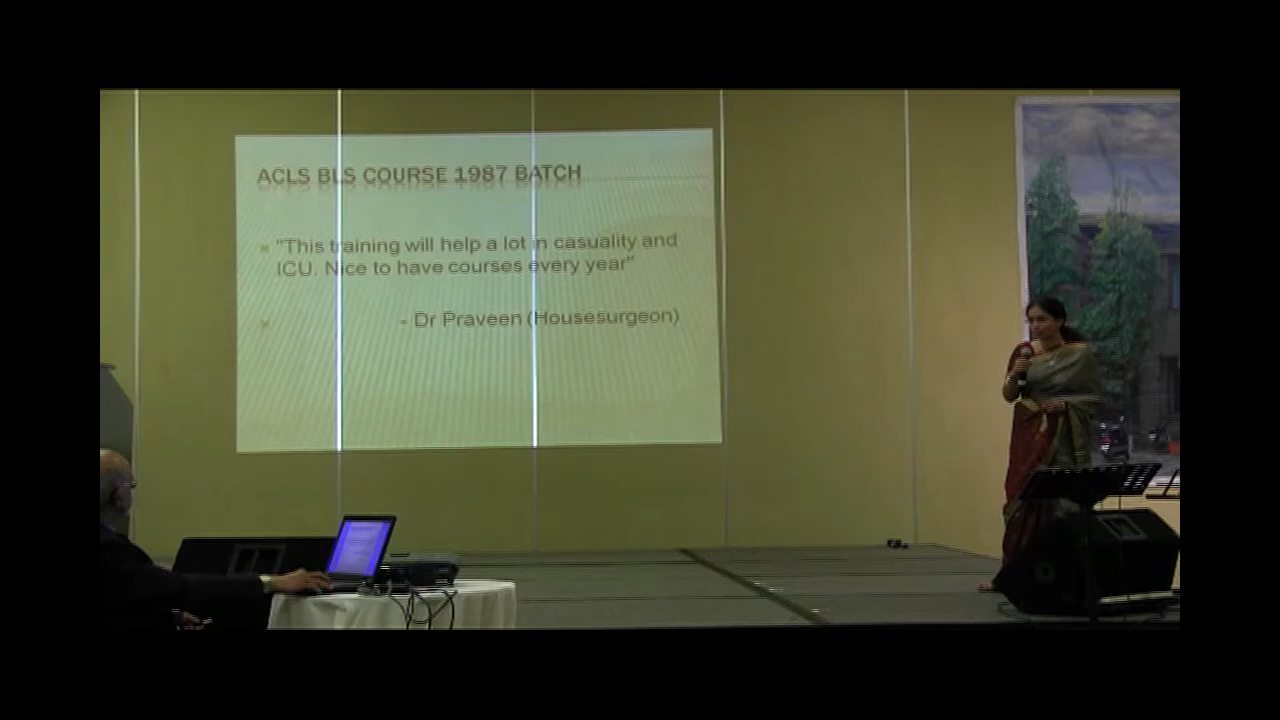 ACLS BLS COURSE 1987 BATCH
"This training will help a lot in casuality and
ICU. Nice to have courses every year"
- Dr Praveen (Housesurgeon)